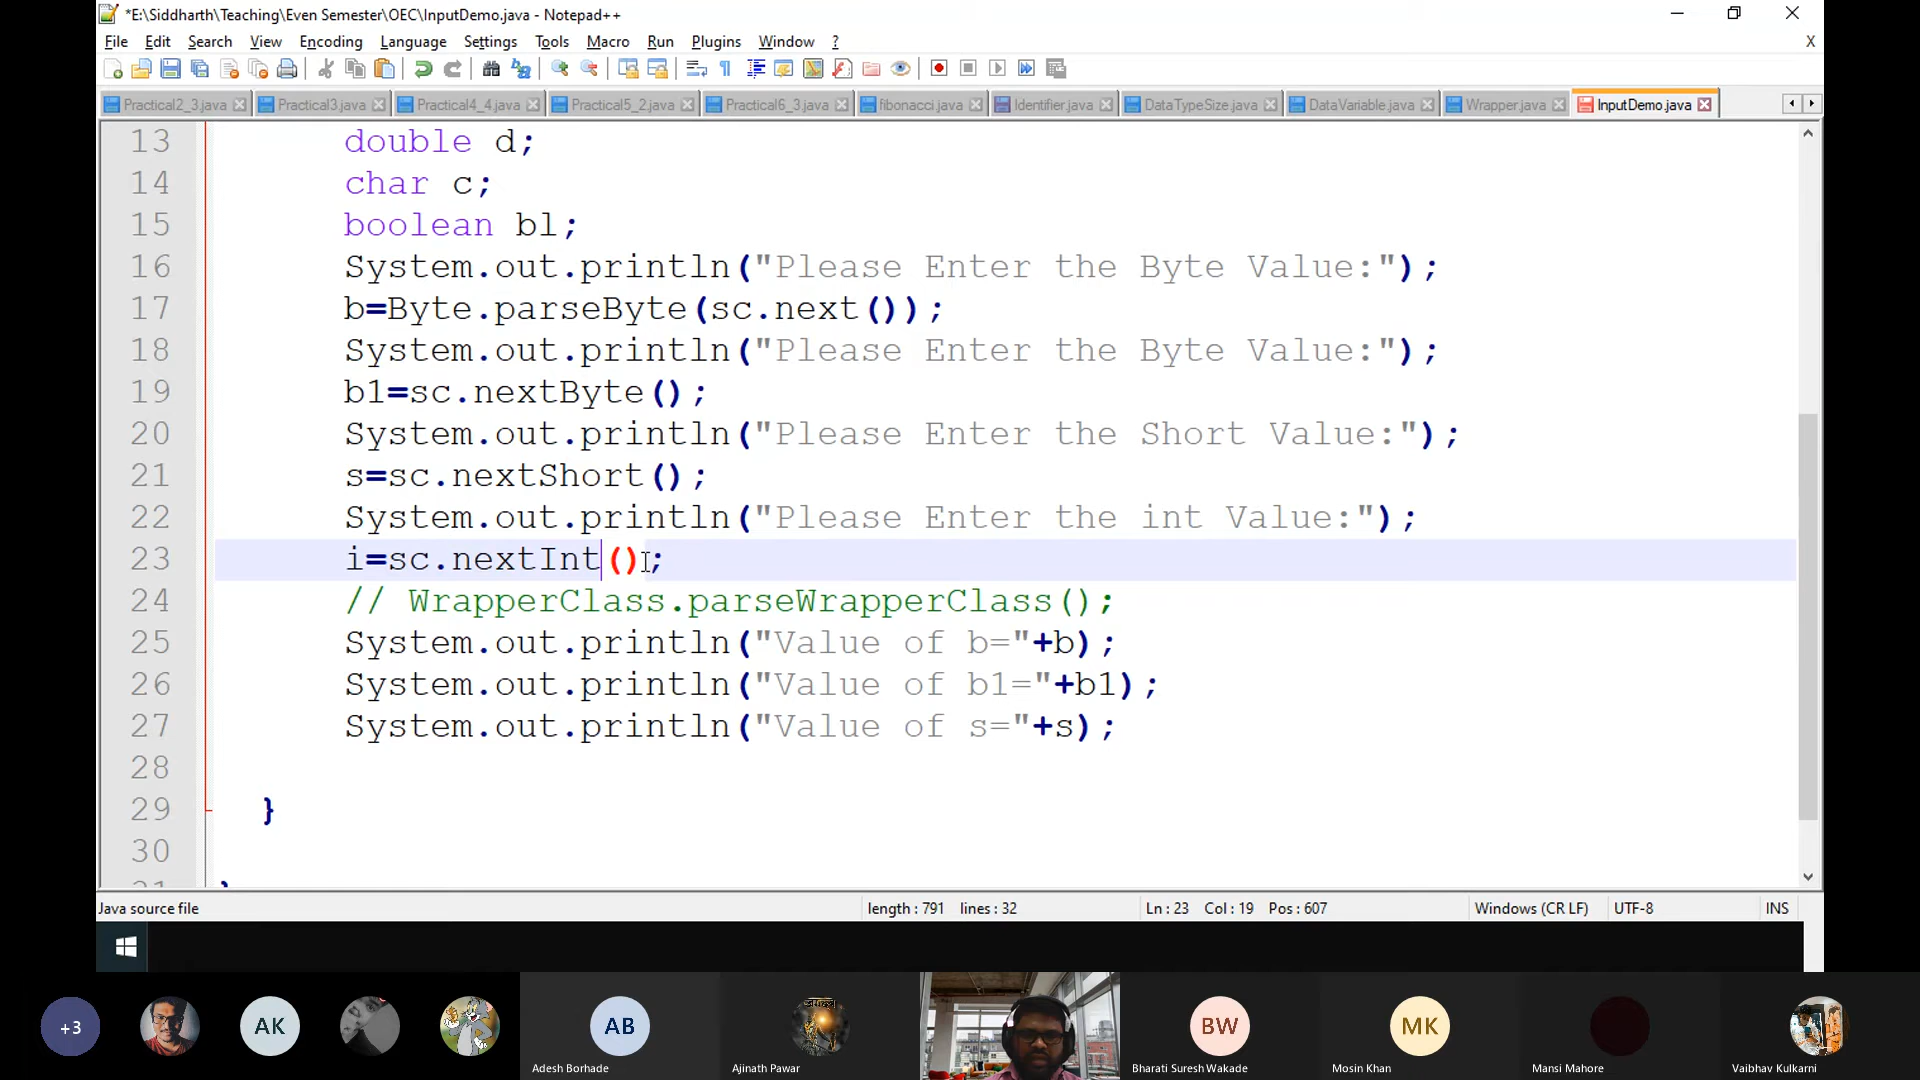 *E:\Siddharth\Teaching\Even Semester\OEC\InputDemo.java - Notepad++
File Edit Search View Encoding Language Settings Tools Macro Run Plugins Window ? X
Practical2_3.java Practical3.java Practical4_4.java Practical5_2.java Practical6_3.java fibonacci.java Identifier.java DataTypeSize.java DataVariable.java Wrapper.java InputDemo.java
13 double d;
14 char c;
15 boolean bl;
16 System.out.println("Please Enter the Byte Value:");
17 b=Byte.parseByte(sc.next());
18 System.out.println("Please Enter the Byte Value:");
19 b1=sc.nextByte();
20 System.out.println("Please Enter the Short Value:");
21 s=sc.nextShort();
22 System.out.println("Please Enter the int Value:");
23 i=sc.nextInt();
24 // WrapperClass.parseWrapperClass();
25 System.out.println("Value of b="+b);
26 System.out.println("Value of b1="+b1);
27 System.out.println("Value of s="+s);
28
29 }
30
Java source file length : 791 lines : 32 Ln : 23 Col : 19 Pos : 607 Windows (CR LF) UTF-8 INS
+3 AK AB BW MK
Adesh Borhade Ajinath Pawar Bharati Suresh Wakade Mosin Khan Mansi Mahore Vaibhav Kulkarni